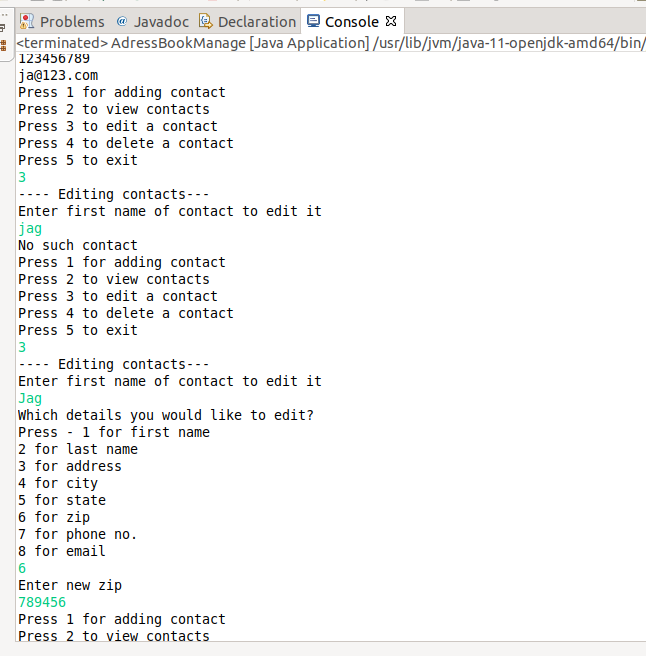 Problems @ Javadoc Declaration Console
<terminated> AdressBookManage [Java Application] /usr/lib/jvm/java-11-openjdk-amd64/bin/
123456789
ja@123.com
Press 1 for adding contact
Press 2 to view contacts
Press 3 to edit a contact
Press 4 to delete a contact
Press 5 to exit
3
---- Editing contacts---
Enter first name of contact to edit it
jag
No such contact
Press 1 for adding contact
Press 2 to view contacts
Press 3 to edit a contact
Press 4 to delete a contact
Press 5 to exit
3
---- Editing contacts---
Enter first name of contact to edit it
Jag
Which details you would like to edit?
Press - 1 for first name
2 for last name
3 for address
4 for city
5 for state
6 for zip
7 for phone no.
8 for email
6
Enter new zip
789456
Press 1 for adding contact
Press 2 to view contacts